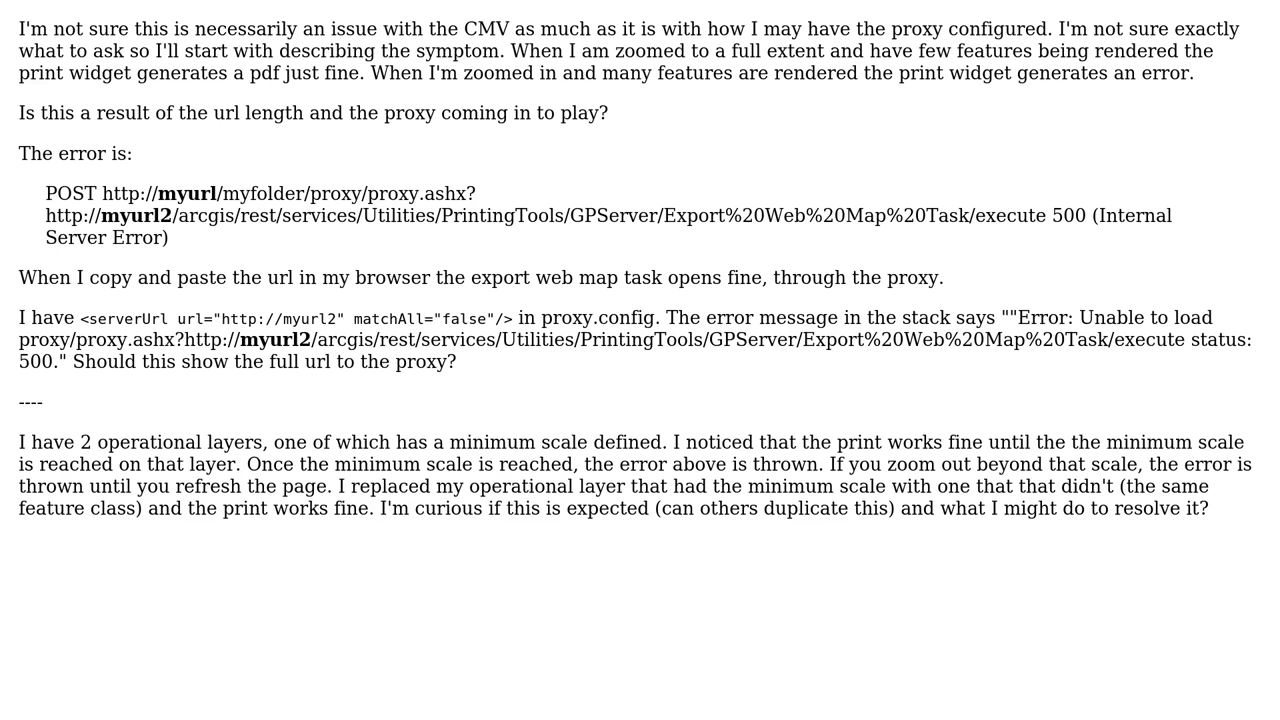 I'm not sure this is necessarily an issue with the CMV as much as it is with how I may have the proxy configured. I'm not sure exactly
what to ask so I'll start with describing the symptom. When I am zoomed to a full extent and have few features being rendered the
print widget generates a pdf just fine. When I'm zoomed in and many features are rendered the print widget generates an error.
Is this a result of the url length and the proxy coming in to play?
The error is:
POST http://myurl/myfolder/proxy/proxy.ashx?
http://myurl2/arcgis/rest/services/Utilities/PrintingTools/GPServer/Export%20Web%20Map%20Task/execute 500 (Internal
Server Error)
When I copy and paste the url in my browser the export web map task opens fine, through the proxy.
I have <serverUrl url="http://myurl2" matchAll="false"/> in proxy.config. The error message in the stack says ""Error: Unable to load
proxy/proxy.ashx?http://myurl2/arcgis/rest/services/Utilities/PrintingTools/GPServer/Export%20Web%20Map%20Task/execute status:
500." Should this show the full url to the proxy?
----
I have 2 operational layers, one of which has a minimum scale defined. I noticed that the print works fine until the the minimum scale
is reached on that layer. Once the minimum scale is reached, the error above is thrown. If you zoom out beyond that scale, the error is
thrown until you refresh the page. I replaced my operational layer that had the minimum scale with one that that didn't (the same
feature class) and the print works fine. I'm curious if this is expected (can others duplicate this) and what I might do to resolve it?